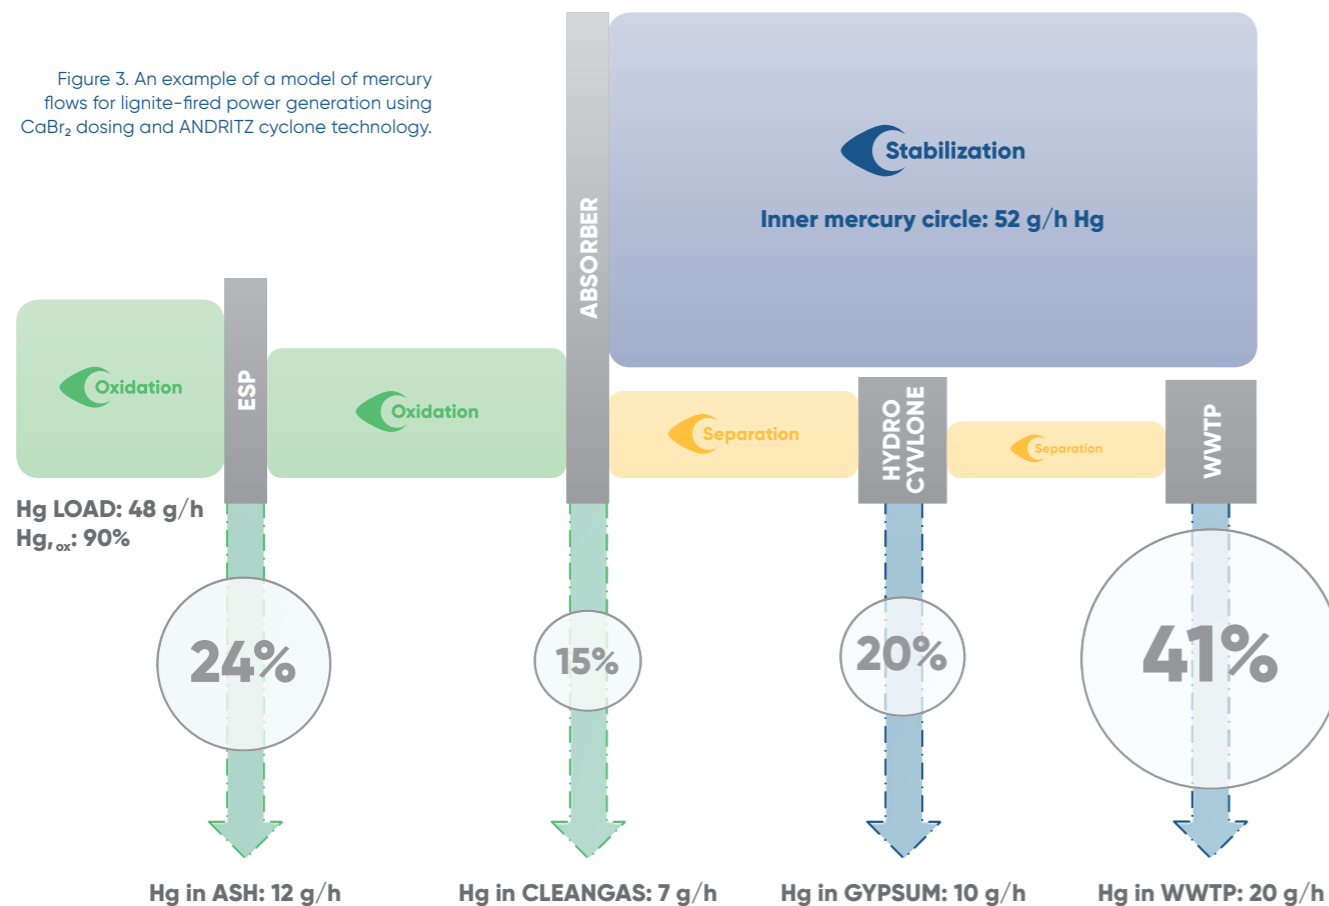 Figure 3. An example of a model of mercury
flows for lignite-fired power generation using
CaBr₂ dosing and ANDRITZ cyclone technology.
Stabilization
Inner mercury circle: 52 g/h Hg
ABSORBER
ESP
Oxidation
Oxidation
Separation
HYDRO
CYVLONE
Separation
WWTP
Hg LOAD: 48 g/h
Hg,ₒₓ: 90%
24%
15%
20%
41%
Hg in ASH: 12 g/h
Hg in CLEANGAS: 7 g/h
Hg in GYPSUM: 10 g/h
Hg in WWTP: 20 g/h